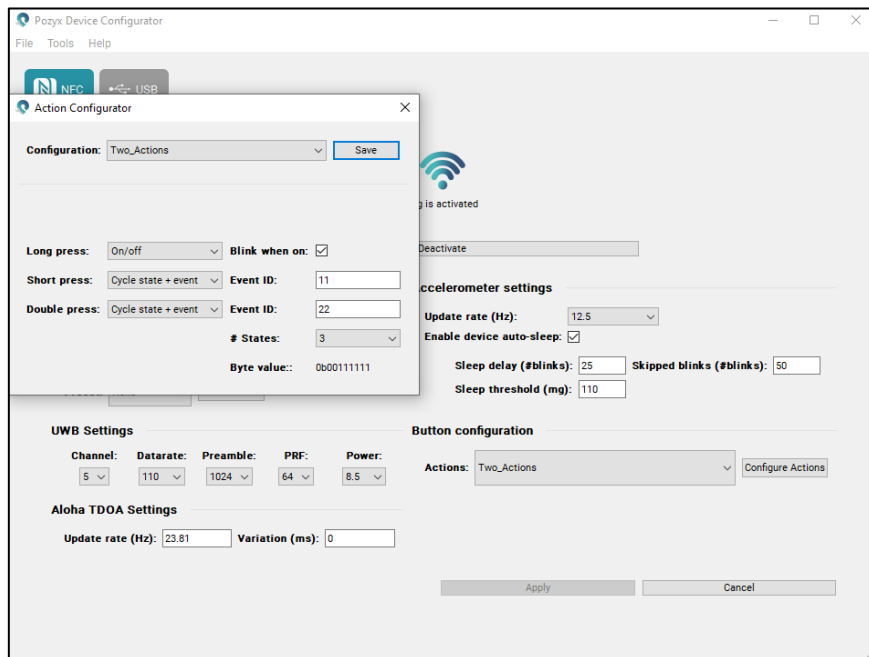 Pozyx Device Configurator
File Tools Help
NFC USB
Action Configurator
Configuration: Two_Actions Save
is activated
Long press: On/off Blink when on:
Deactivate
Short press: Cycle state + event Event ID: 11
Accelerometer settings
Double press: Cycle state + event Event ID: 22
Update rate (Hz): 12.5
# States: 3
Enable device auto-sleep:
Byte value:: 0b00111111
Sleep delay (#blinks): 25 Skipped blinks (#blinks): 50
Sleep threshold (mg): 110
UWB Settings
Button configuration
Channel: Datarate: Preamble: PRF: Power:
5 110 1024 64 8.5
Actions: Two_Actions Configure Actions
Aloha TDOA Settings
Update rate (Hz): 23.81 Variation (ms): 0
Apply Cancel